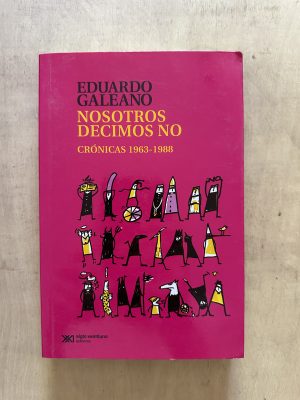 EDUARDO
GALEANO
NOSOTROS
DECIMOS NO
CRÓNICAS 1963-1988
siglo veintiuno
editores